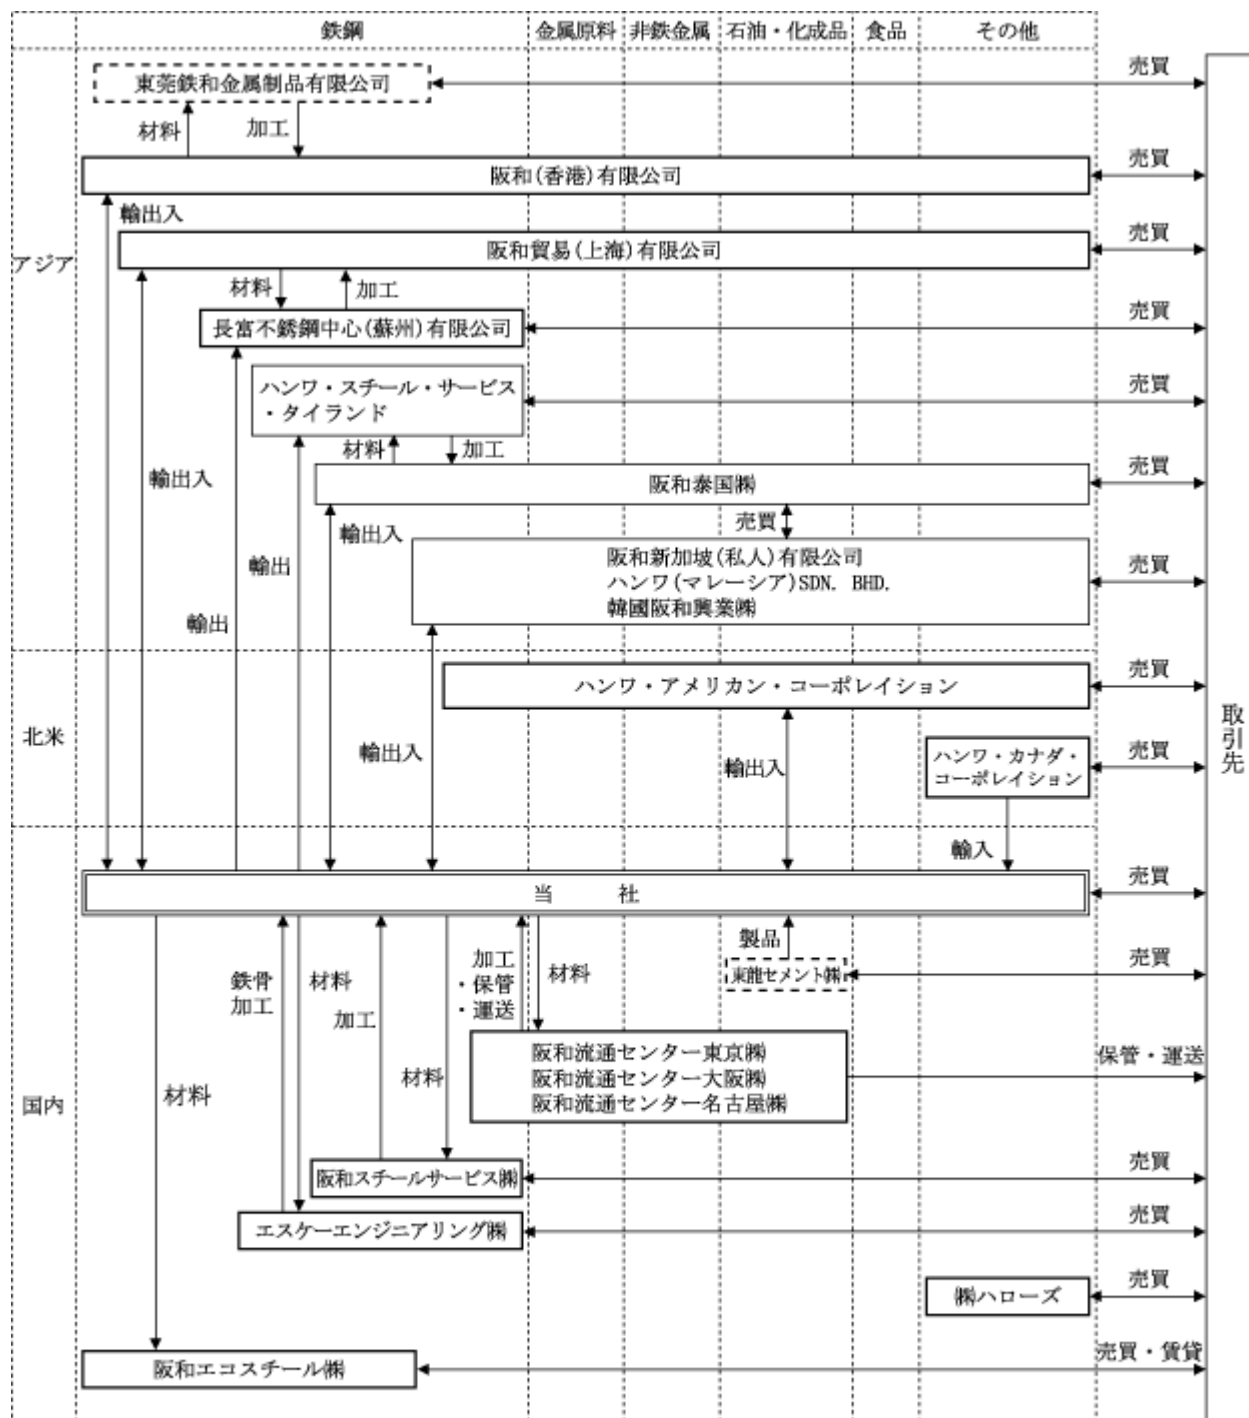 鉄鋼
金属原料
非鉄金属
石油・化成品
食品
その他
東莞鉄和金属制品有限公司
売買
材料
加工
阪和(香港)有限公司
売買
輸出入
阪和貿易(上海)有限公司
売買
アジア
材料
加工
長富不銹鋼中心(蘇州)有限公司
売買
ハンワ・スチール・サービス
・タイランド
売買
材料
加工
輸出入
阪和泰国㈱
売買
輸出入
売買
輸出
阪和新加坡(私人)有限公司
ハンワ(マレーシア)SDN. BHD.
韓國阪和興業㈱
売買
輸出
ハンワ・アメリカン・コーポレイション
売買
北米
輸出入
輸出入
ハンワ・カナダ・
コーポレイション
売買
取引先
輸入
当社
売買
鉄骨
加工
材料
加工
加工
・保管
・運送
材料
製品
東龍セメント㈱
売買
国内
材料
材料
阪和流通センター東京㈱
阪和流通センター大阪㈱
阪和流通センター名古屋㈱
保管・運送
阪和スチールサービス㈱
売買
エスケーエンジニアリング㈱
売買
㈱ハローズ
売買
阪和エコスチール㈱
売買・賃貸